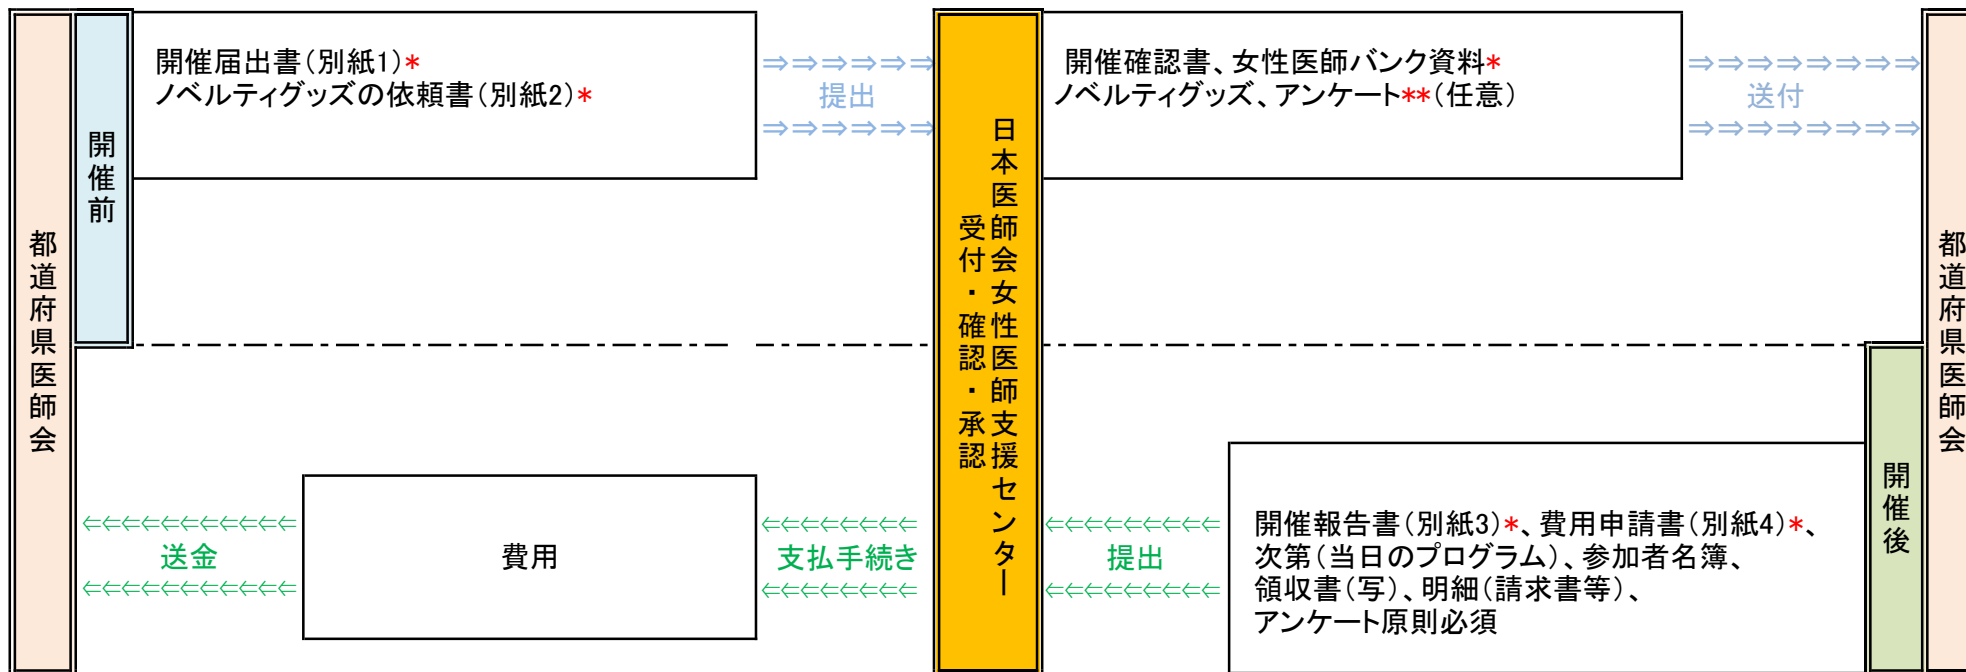 都道府県医師会
開催前
開催届出書(別紙1)*
ノベルティグッズの依頼書(別紙2)*
⇒⇒⇒⇒⇒⇒⇒⇒⇒
提出
⇒⇒⇒⇒⇒⇒⇒⇒⇒
日本医師会女性医師支援センター
受付・確認・承認
開催確認書、女性医師バンク資料*
ノベルティグッズ、アンケート**(任意)
⇒⇒⇒⇒⇒⇒⇒⇒⇒⇒⇒⇒
送付
⇒⇒⇒⇒⇒⇒⇒⇒⇒⇒⇒⇒
都道府県医師会
開催後
開催報告書(別紙3)*、費用申請書(別紙4)*、
次第(当日のプログラム)、参加者名簿、
領収書(写)、明細(請求書等)、
アンケート原則必須
⇐⇐⇐⇐⇐⇐⇐⇐⇐
提出
⇐⇐⇐⇐⇐⇐⇐⇐⇐
⇐⇐⇐⇐⇐⇐⇐⇐
支払手続き
⇐⇐⇐⇐⇐⇐⇐⇐
費用
⇐⇐⇐⇐⇐⇐⇐⇐⇐⇐⇐
送金
⇐⇐⇐⇐⇐⇐⇐⇐⇐⇐⇐